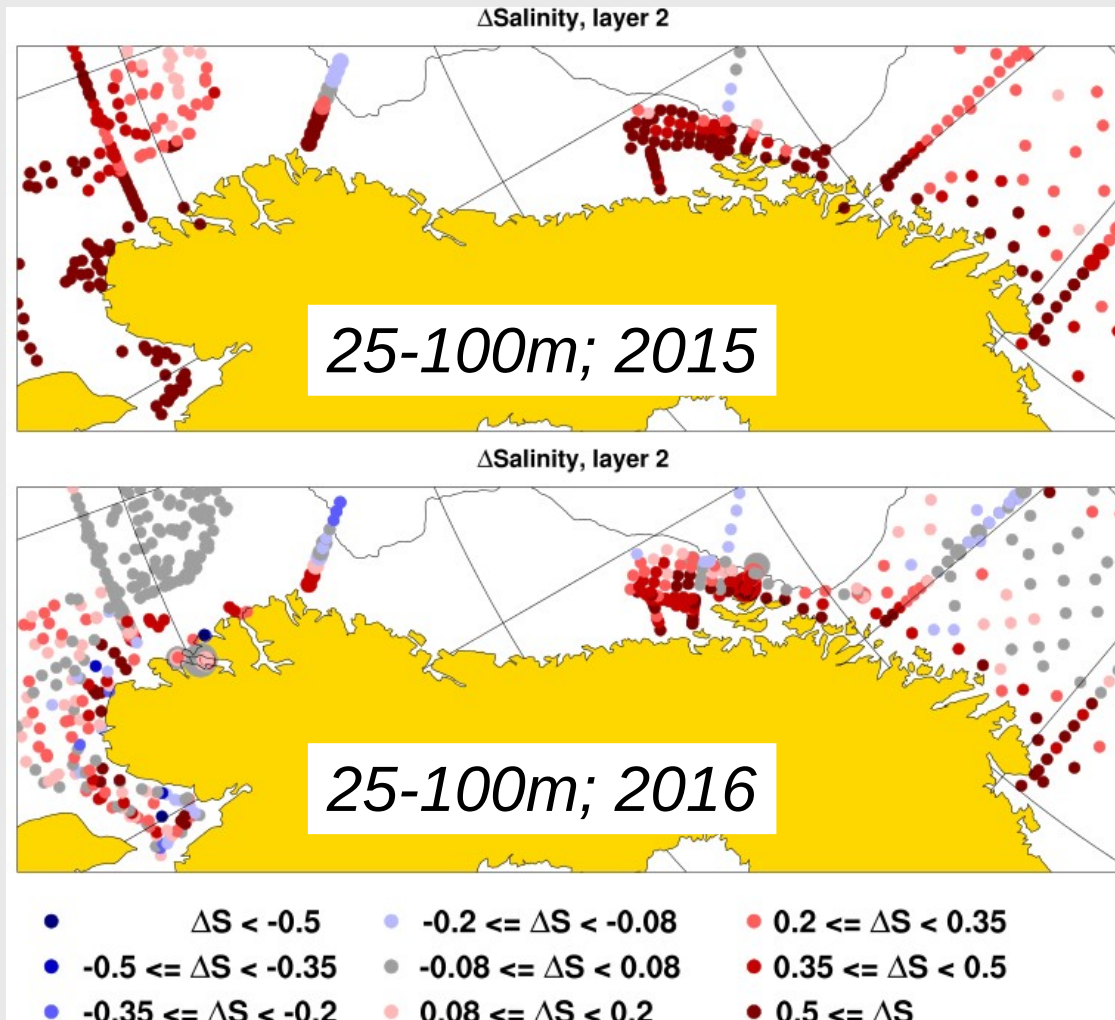 ΔSalinity, layer 2
25-100m; 2015
ΔSalinity, layer 2
25-100m; 2016
ΔS < -0.5
-0.2 <= ΔS < -0.08
0.2 <= ΔS < 0.35
-0.5 <= ΔS < -0.35
-0.08 <= ΔS < 0.08
0.35 <= ΔS < 0.5
-0.35 <= ΔS < -0.2
0.08 <= ΔS < 0.2
0.5 <= ΔS